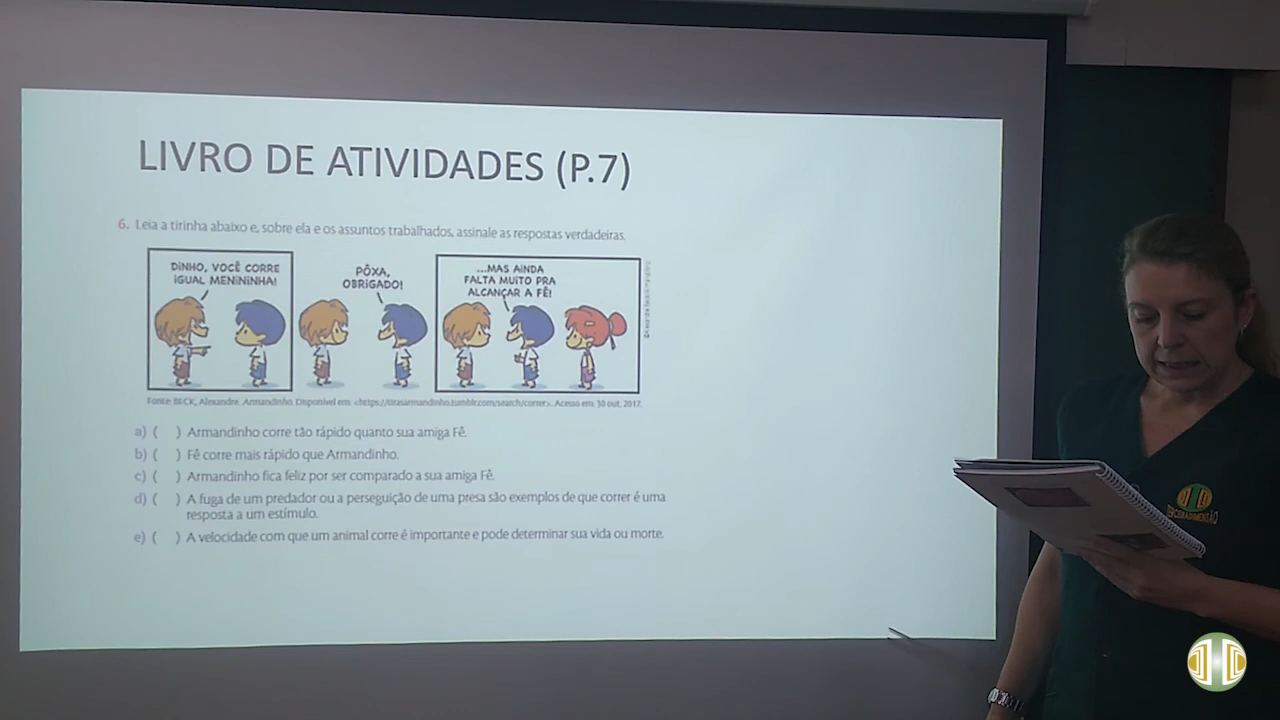 LIVRO DE ATIVIDADES (P.7)
6. Leia a tirinha abaixo e, sobre ela e os assuntos trabalhados, assinale as respostas verdadeiras.
DINHO, VOCÊ CORRE
IGUAL MENININHA!
PÔXA,
OBRIGADO!
...MAS AINDA
FALTA MUITO PRA
ALCANÇAR A FÊ!
Fonte: BECK, Alexandre. Armandinho. Disponível em: <https://tirasarmandinho.tumblr.com/search/correr>. Acesso em: 30 out. 2017.
a) ( ) Armandinho corre tão rápido quanto sua amiga Fê.
b) ( ) Fê corre mais rápido que Armandinho.
c) ( ) Armandinho fica feliz por ser comparado a sua amiga Fê.
d) ( ) A fuga de um predador ou a perseguição de uma presa são exemplos de que correr é uma
resposta a um estímulo.
e) ( ) A velocidade com que um animal corre é importante e pode determinar sua vida ou morte.